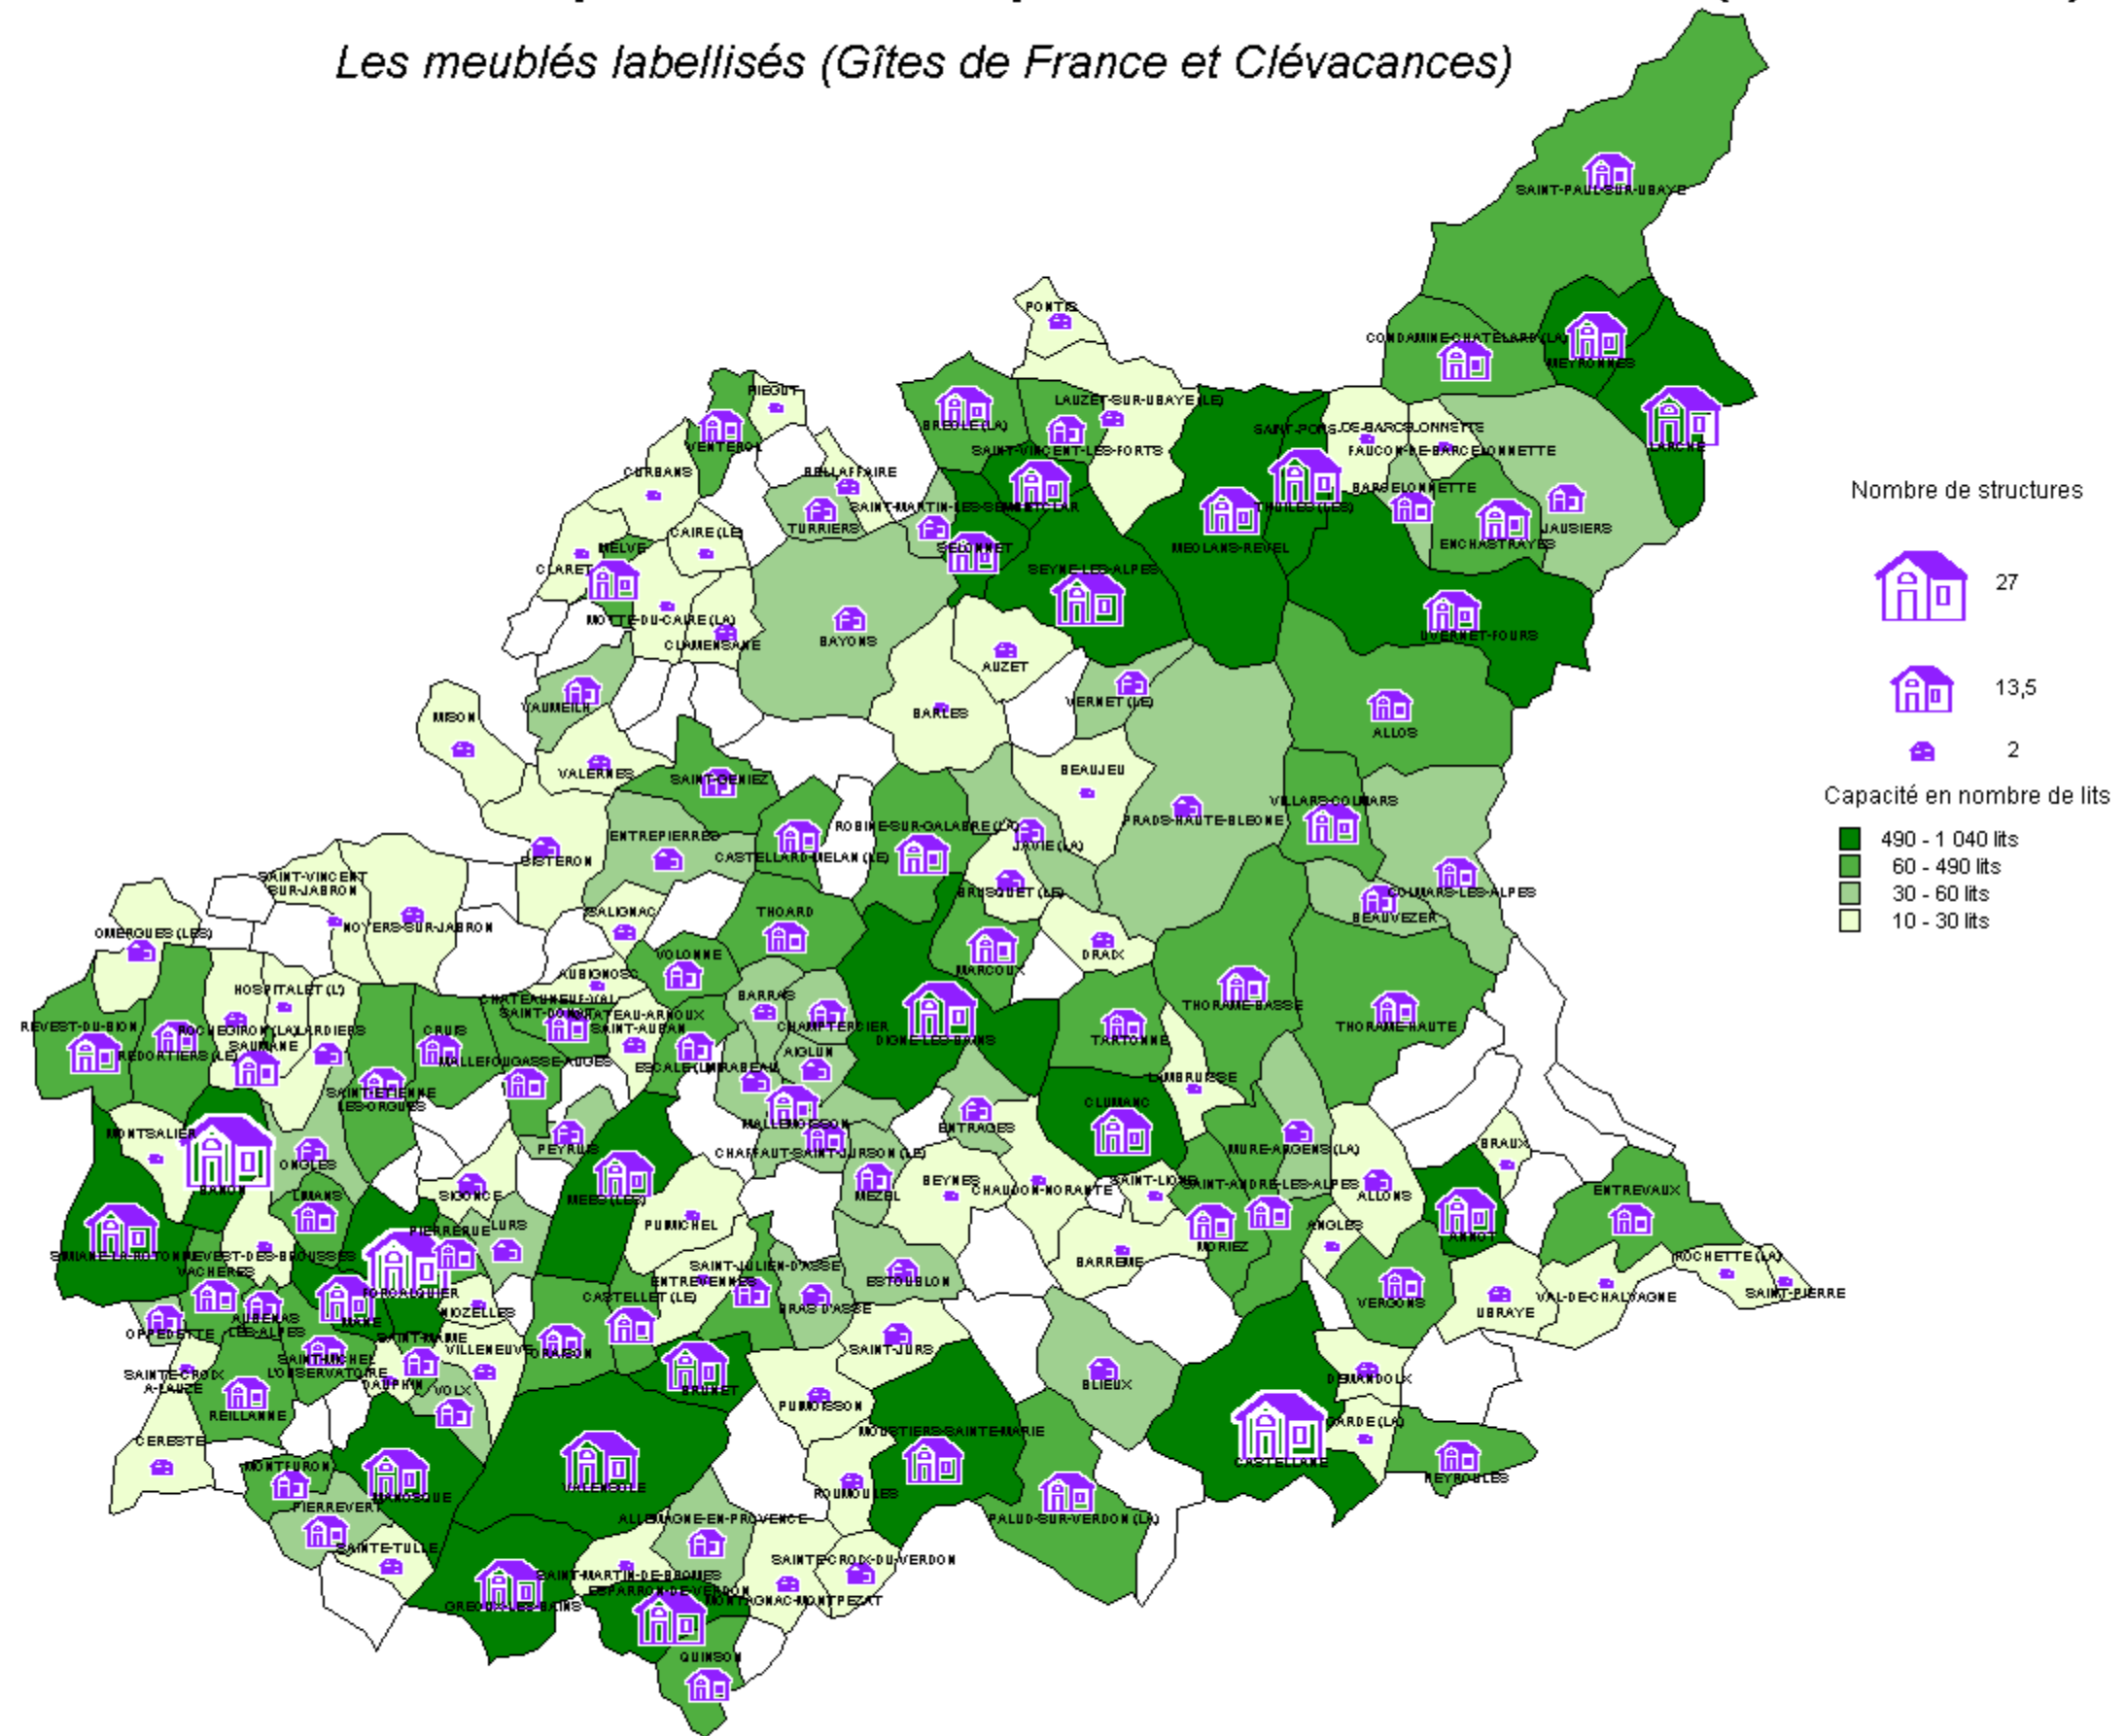 Les meublés labellisés (Gîtes de France et Clévacances)
SAINT-PAUL-SUR-UBAYE
PONTIS
CONDAMINE-CHATELARD (LA)
MEYRONNES
LARCHE
PIEGUT
VENTEROL
BREOLE (LA)
LAUZET-SUR-UBAYE (LE)
SAINT-VINCENT-LES-FORTS
SAINT-PONS
DE-BARCELONNETTE
FAUCON-DE-BARCELONNETTE
BARCELONNETTE
JAUSIERS
ENCHASTRAYES
CURBANS
BELLAFFAIRE
TURRIERS
THUILES (LES)
MEOLANS-REVEL
SELONNET
SEYNE-LES-ALPES
UVERNET-FOURS
CAIRE (LE)
MELVE
CLARET
MOTTE-DU-CAIRE (LA)
CLAMENSANE
BAYONS
AUZET
VERNET (LE)
BARLES
ALLOS
VAUMEILH
MISON
VALERNES
SAINT-GENIEZ
BEAUJEU
PRADS-HAUTE-BLEONE
VILLARS-COLMARS
ENTREPIERRES
SISTERON
CASTELLARD-MELAN (LE)
ROBINE-SUR-GALABRE (LA)
JAVIE (LA)
BRUSQUET (LE)
COLMARS-LES-ALPES
BEAUVEZER
SAINT-VINCENT
SUR-JABRON
NOYERS-SUR-JABRON
OMERGUES (LES)
SALIGNAC
THOARD
VOLONNE
MARCOUX
DRAIX
THORAME-BASSE
THORAME-HAUTE
AUBIGNOSC
HOSPITALET (L')
LARDIERS
SAUMANE
REVEST-DU-BION
REDORTIERS (LE)
CRUIS
MALLEFOUGASSE-AUGES
SAINT-AUBAN
BARRAS
CHAMPTERCIER
DIGNE-LES-BAINS
AIGLUN
TARTONNE
LAMBRUISSE
CLUMANC
SAINT-ETIENNE
LES-ORGUES
MONTSALIER
BANON
ONGLES
PEYRUIS
MALLEMOISSON
CHAFFAUT-SAINT-JURSON (LE)
ENTRAGES
MURE-ARGENS (LA)
BRAUX
MEZEL
BEYNES
CHAUDON-NORANTE
SAINT-ANDRE-LES-ALPES
ALLONS
ANNOT
ENTREVAUX
LIMANS
SIGONCE
MEES (LES)
PUIMICHEL
PIERRERUE
LURS
MORIEZ
ANGLES
BARREME
VACHERES
FORCALQUIER
NIOZELLES
MANE
OPPEDETTE
AUBENAS
LES-ALPES
SAINT-JULIEN-D'ASSE
ENTREVENNES
CASTELLET (LE)
BRAS D'ASSE
ESTOUBLON
VERGONS
UBRAYE
VAL-DE-CHALVAGNE
ROCHETTE (LA)
SAINT-PIERRE
VILLENEUVE
ORAISON
SAINT-MICHEL
L'OBSERVATOIRE
DAUPHIN
VOLX
SAINTE-CROIX
A-LAUZE
REILLANNE
CERESTE
BRUNET
SAINT-JURS
PUIMOISSON
BLIEUX
DEMANDOLX
GARDE (LA)
CASTELLANE
PEYROULES
MOUSTIERS-SAINTE-MARIE
PALUD-SUR-VERDON (LA)
ROUMOULES
VALENSOLE
MANOSQUE
MONTFURON
PIERREVERT
SAINTE-TULLE
ALLEMAGNE-EN-PROVENCE
SAINTE-CROIX-DU-VERDON
SAINT-MARTIN-DE-BROMES
ESPARRON-DE-VERDON
MONTAGNAC-MONTPEZAT
GREOUX-LES-BAINS
QUINSON
Nombre de structures
27
13,5
2
Capacité en nombre de lits
490 - 1 040 lits
60 - 490 lits
30 - 60 lits
10 - 30 lits